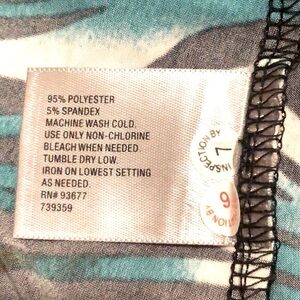 95% POLYESTER
5% SPANDEX
MACHINE WASH COLD.
USE ONLY NON-CHLORINE
BLEACH WHEN NEEDED.
TUMBLE DRY LOW.
IRON ON LOWEST SETTING
AS NEEDED.
RN# 93677
739359
INSPECTION BY
7